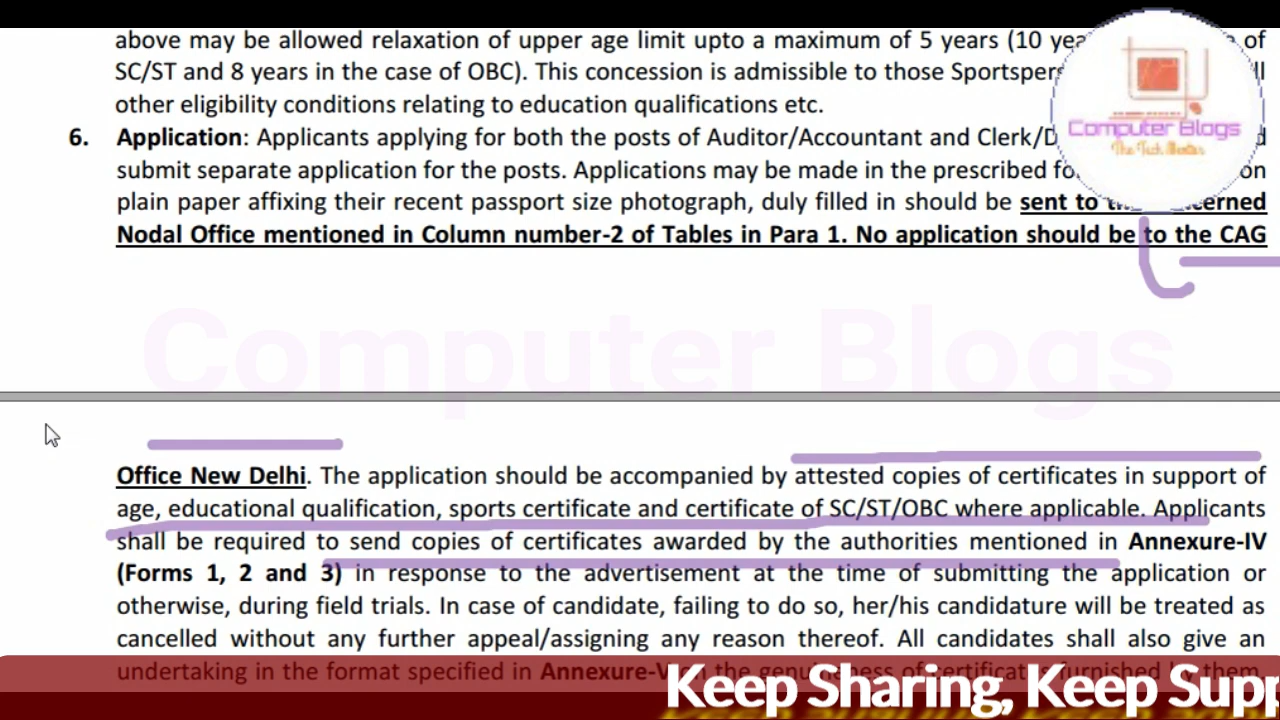 above may be allowed relaxation of upper age limit upto a maximum of 5 years (10 of
SC/ST and 8 years in the case of OBC). This concession is admissible to those
other eligibility conditions relating to education qualifications etc.
6. Application: Applicants applying for both the posts of Auditor/Accountant and
submit separate application for the posts. Applications may be made in the prescribed on
plain paper affixing their recent passport size photograph, duly filled in should be sent to
Nodal Office mentioned in Column number-2 of Tables in Para 1. No application should be to the CAG
Computer Blogs
The Tech Master
Computer Blogs
Office New Delhi. The application should be accompanied by attested copies of certificates in support of
age, educational qualification, sports certificate and certificate of SC/ST/OBC where applicable. Applicants
shall be required to send copies of certificates awarded by the authorities mentioned in Annexure-IV
(Forms 1, 2 and 3) in response to the advertisement at the time of submitting the application or
otherwise, during field trials. In case of candidate, failing to do so, her/his candidature will be treated as
cancelled without any further appeal/assigning any reason thereof. All candidates shall also give an
undertaking in the format specified in the genuineness of furnished by them.
Keep Sharing, Keep Supp